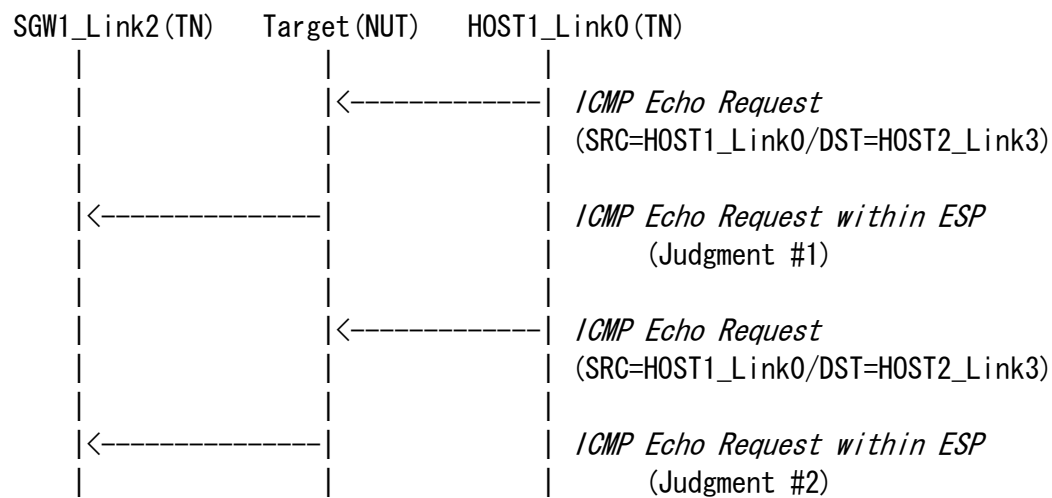 SGW1_Link2(TN) Target(NUT) HOST1_Link0(TN)
ICMP Echo Request
(SRC=HOST1_Link0/DST=HOST2_Link3)
ICMP Echo Request within ESP
(Judgment #1)
ICMP Echo Request
(SRC=HOST1_Link0/DST=HOST2_Link3)
ICMP Echo Request within ESP
(Judgment #2)